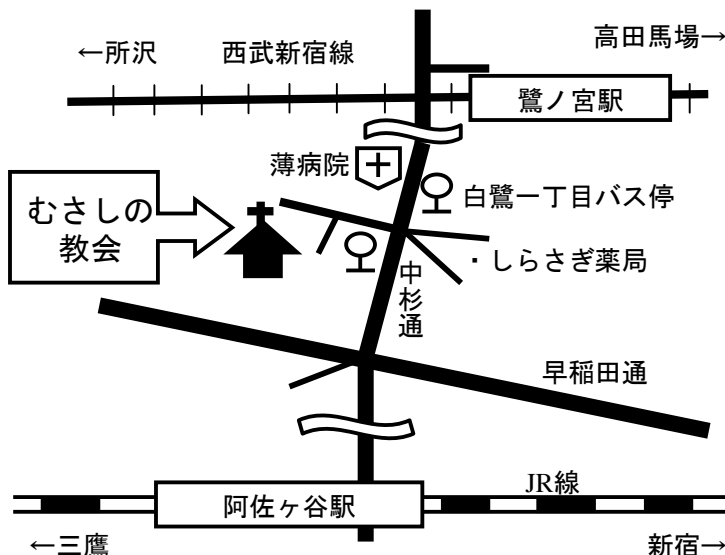 ←所沢
西武新宿線
高田馬場→
鷺ノ宮駅
薄病院
白鷺一丁目バス停
むさしの
教会
・しらさぎ薬局
中杉通
早稲田通
JR線
阿佐ヶ谷駅
←三鷹
新宿→